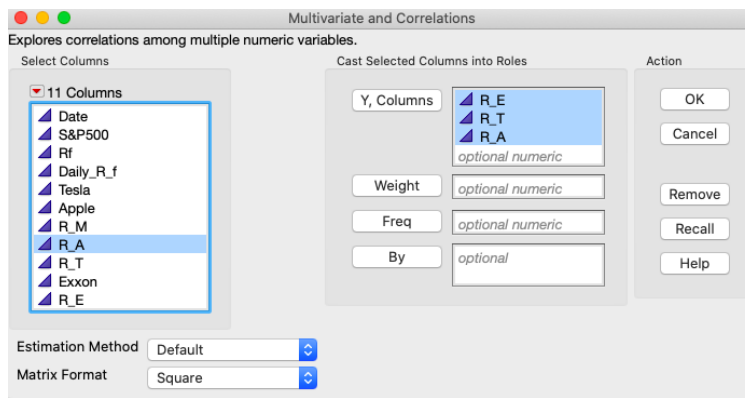 Multivariate and Correlations
Explores correlations among multiple numeric variables.
Select Columns
11 Columns
Date
S&P500
Rf
Daily_R_f
Tesla
Apple
R_M
R_A
R_T
Exxon
R_E
Estimation Method Default
Matrix Format Square
Cast Selected Columns into Roles
Y, Columns
R_E
R_T
R_A
optional numeric
Weight optional numeric
Freq optional numeric
By optional
Action
OK
Cancel
Remove
Recall
Help